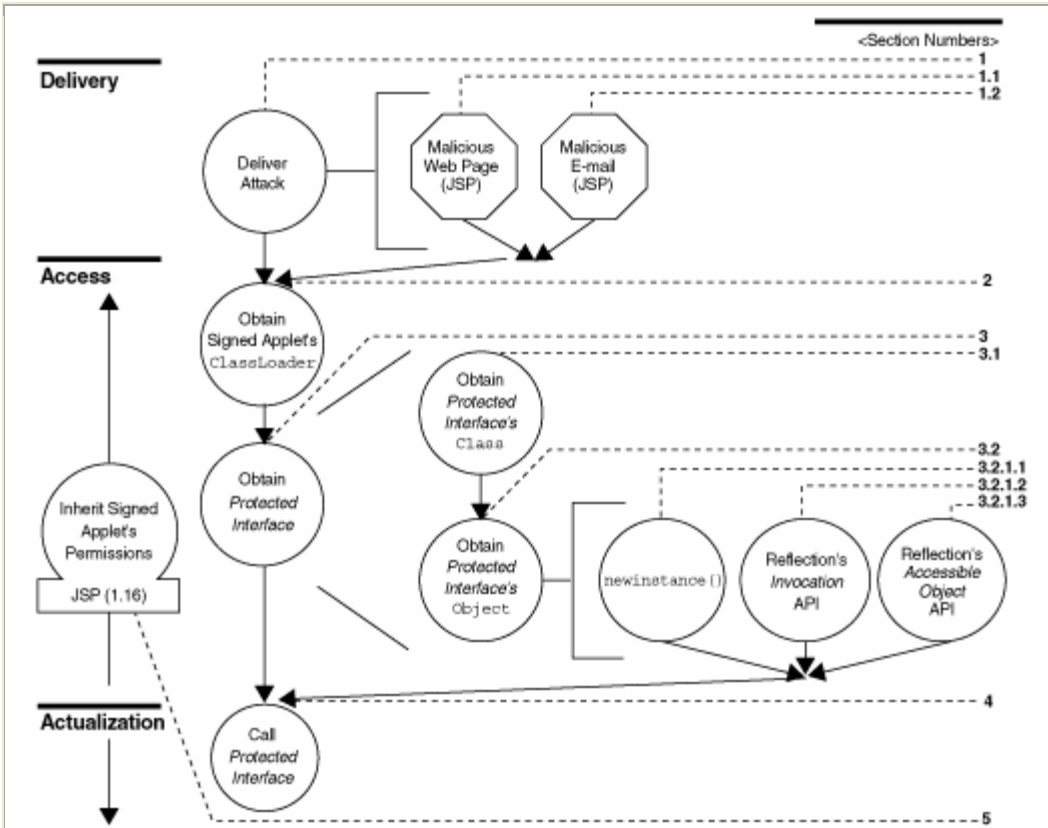 <Section Numbers>
Delivery
1
1.1
1.2
Deliver
Attack
Malicious
Web Page
(JSP)
Malicious
E-mail
(JSP)
Access
2
Obtain
Signed Applet's
ClassLoader
3
3.1
Obtain
Protected
Interface's
Class
3.2
3.2.1.1
3.2.1.2
3.2.1.3
Obtain
Protected
Interface
Inherit Signed
Applet's
Permissions
JSP (1.16)
Obtain
Protected
Interface's
Object
newinstance()
Reflection's
Invocation
API
Reflection's
Accessible
Object
API
4
Actualization
Call
Protected
Interface
5